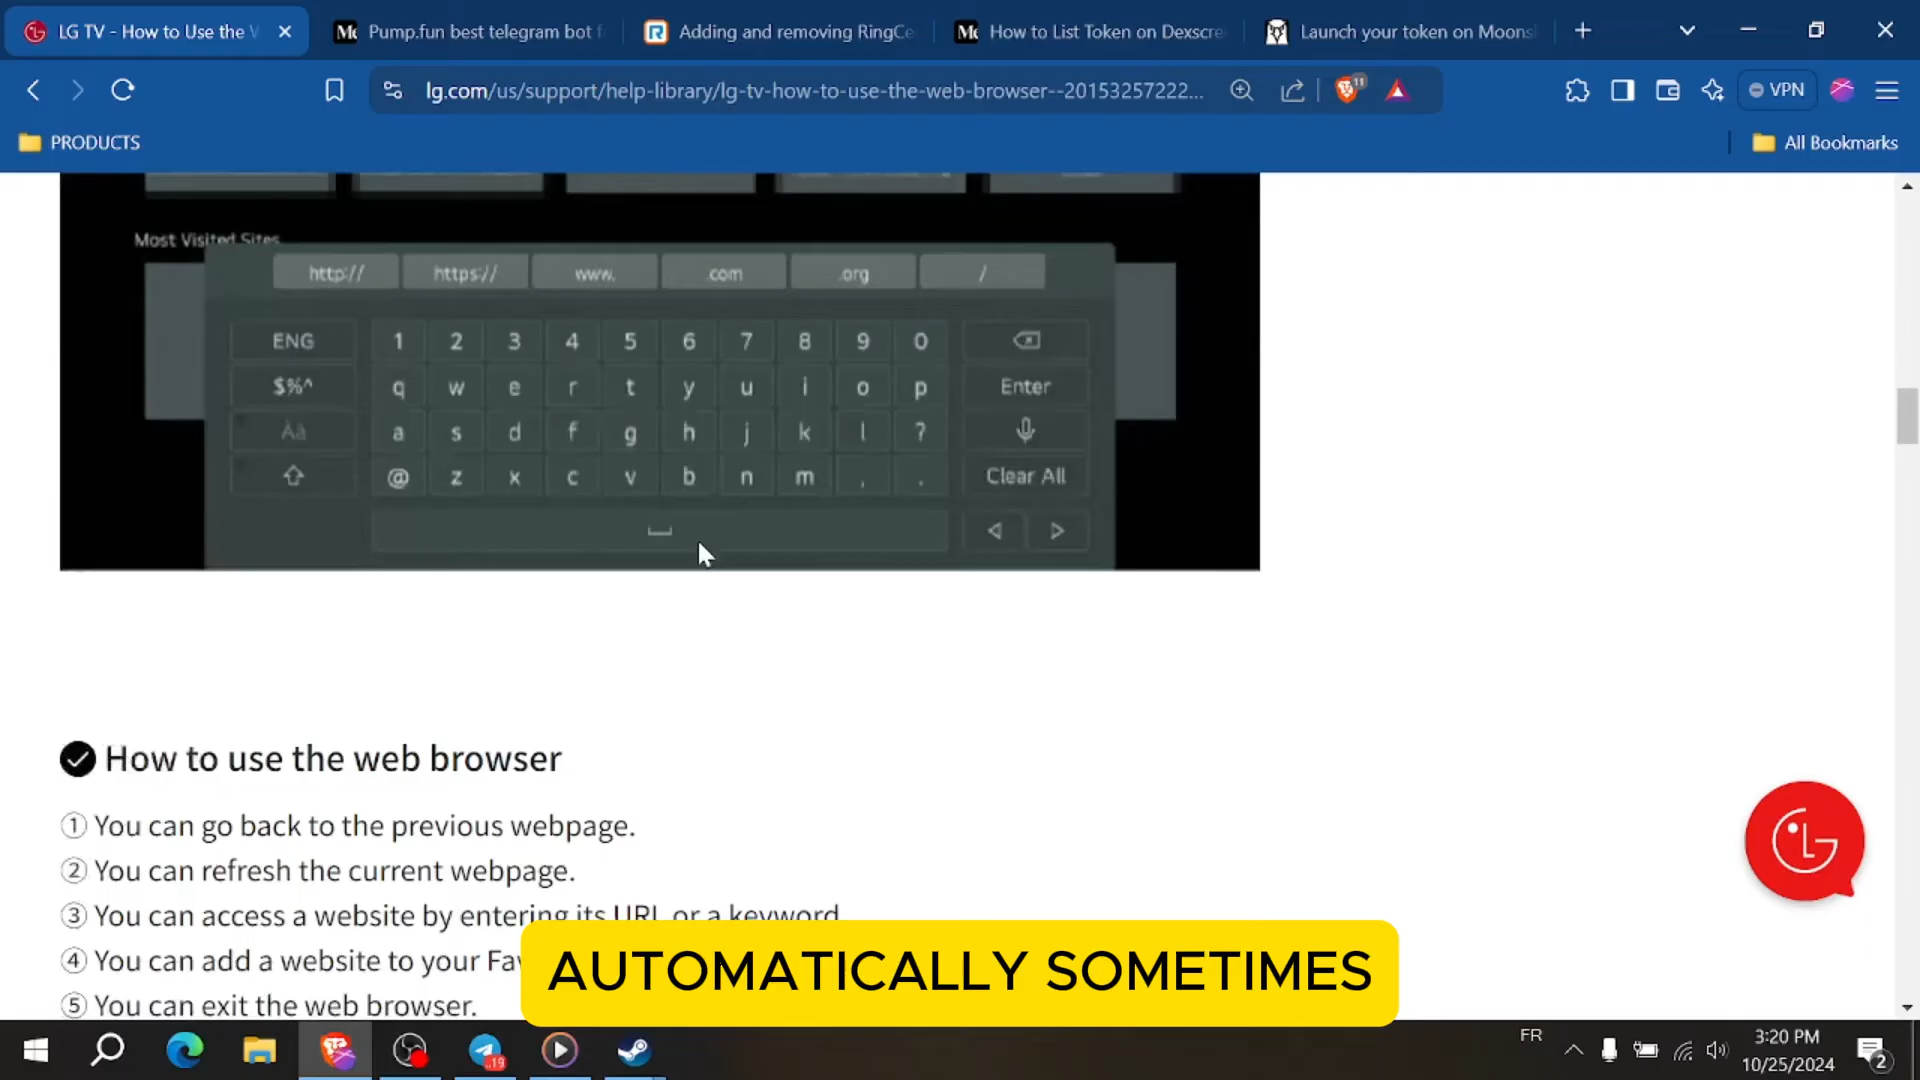 LG TV - How to Use the W
Pump.fun best telegram bot f
Adding and removing RingCe
How to List Token on Dexscre
Launch your token on Moonsh
lg.com/us/support/help-library/lg-tv-how-to-use-the-web-browser--20153257222...
11
VPN
PRODUCTS
All Bookmarks
Most Visited Sites
http:// https:// www. .com .org /
ENG 1 2 3 4 5 6 7 8 9 0
$%^ q w e r t y u i o p Enter
Àà a s d f g h j k l ?
@ z x c v b n m , . Clear All
How to use the web browser
① You can go back to the previous webpage.
② You can refresh the current webpage.
③ You can access a website by entering its URL or a keyword
④ You can add a website to your Fav
⑤ You can exit the web browser.
AUTOMATICALLY SOMETIMES
19
FR
3:20 PM
10/25/2024
2